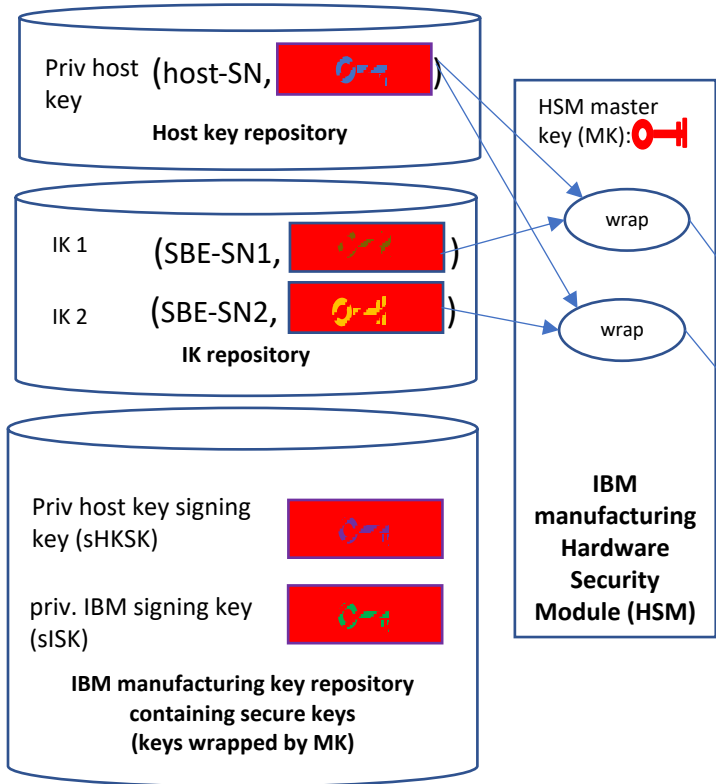 Priv host
key
(host-SN, )
Host key repository
IK 1
(SBE-SN1, )
IK 2
(SBE-SN2, )
IK repository
Priv host key signing
key (sHKSK)
priv. IBM signing key
(sISK)
IBM manufacturing key repository
containing secure keys
(keys wrapped by MK)
HSM master
key (MK):
wrap
wrap
IBM
manufacturing
Hardware
Security
Module (HSM)